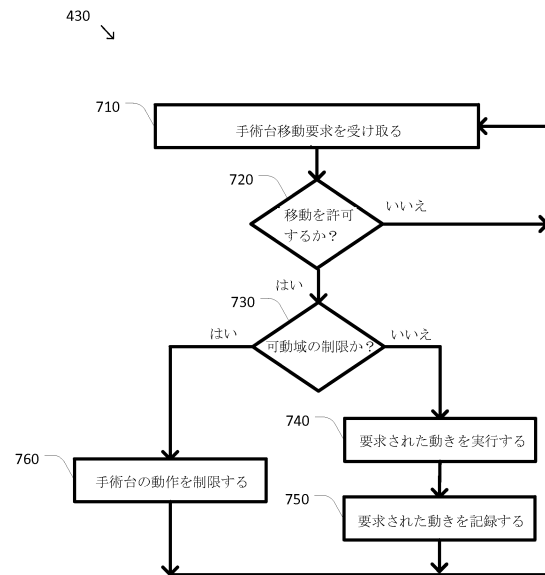 430
710
手術台移動要求を受け取る
720
移動を許可
するか？
いいえ
はい
730
はい
可動域の制限か？
いいえ
740
要求された動きを実行する
760
手術台の動作を制限する
750
要求された動きを記録する